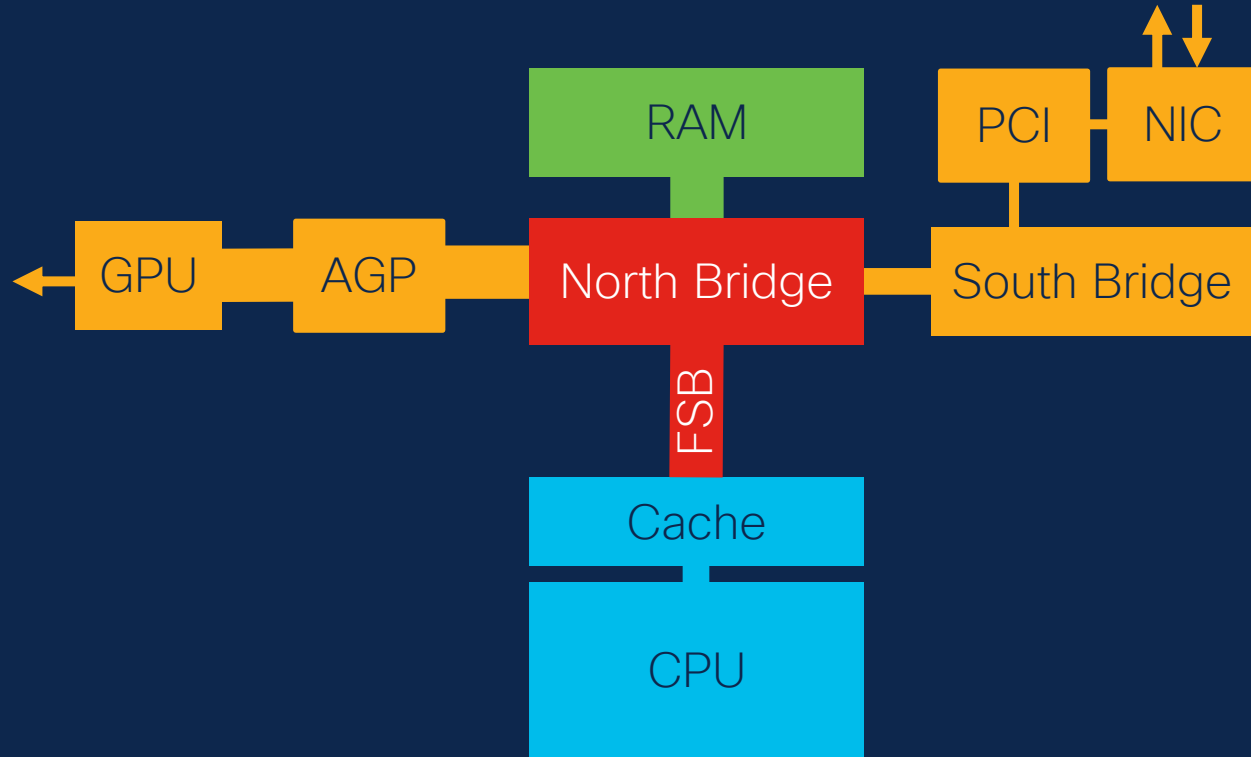 RAM
PCI
NIC
GPU
AGP
North Bridge
South Bridge
FSB
Cache
CPU